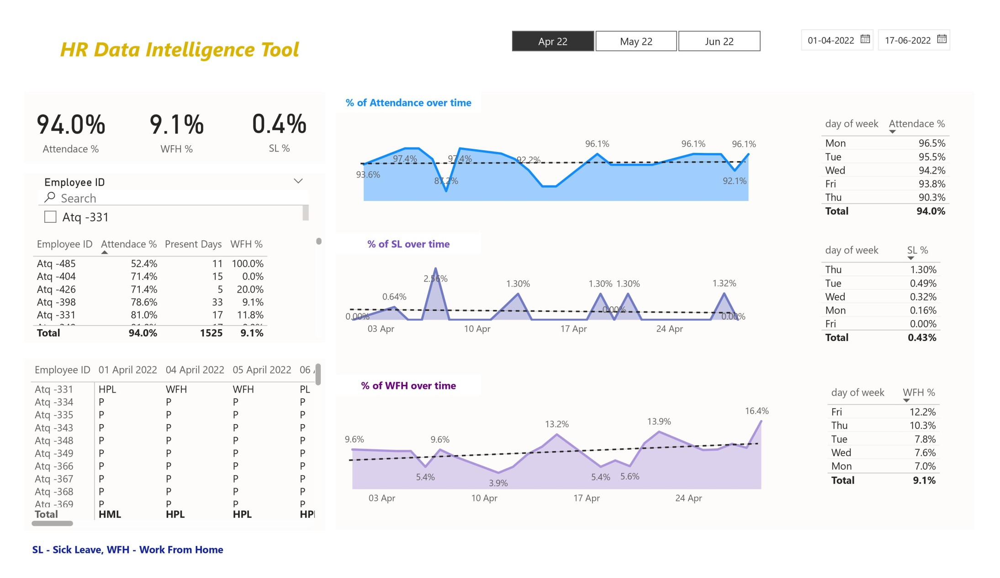 HR Data Intelligence Tool
Apr 22 May 22 Jun 22
01-04-2022 17-06-2022
94.0% 9.1% 0.4%
Attendace % WFH % SL %
Employee ID
Search
Atq -331
Employee ID Attendace % Present Days WFH %
Atq -485 52.4% 11 100.0%
Atq -404 71.4% 15 0.0%
Atq -426 71.4% 5 20.0%
Atq -398 78.6% 33 9.1%
Atq -331 81.0% 17 11.8%
Total 94.0% 1525 9.1%
Employee ID 01 April 2022 04 April 2022 05 April 2022 06
Atq -331 HPL WFH WFH PL
Atq -334 P P P P
Atq -335 P P P P
Atq -343 P P P P
Atq -348 P P P P
Atq -349 P P P P
Atq -366 P P P P
Atq -367 P P P P
Atq -368 P P P P
Atq -369 P P P P
Total HML HPL HPL
SL - Sick Leave, WFH - Work From Home
% of Attendance over time
96.1% 96.1% 96.1%
97.4% 97.4% 92.2%
93.6% 87.2% 92.1%
% of SL over time
2.56% 1.30% 1.30% 1.30% 1.32%
0.64%
0.00% 0.00% 0.00%
03 Apr 10 Apr 17 Apr 24 Apr
% of WFH over time
16.4%
13.2% 13.9%
9.6% 9.6%
5.4% 3.9% 5.4% 5.6%
03 Apr 10 Apr 17 Apr 24 Apr
day of week Attendace %
Mon 96.5%
Tue 95.5%
Wed 94.2%
Fri 93.8%
Thu 90.3%
Total 94.0%
day of week SL %
Thu 1.30%
Tue 0.49%
Wed 0.32%
Mon 0.16%
Fri 0.00%
Total 0.43%
day of week WFH %
Fri 12.2%
Thu 10.3%
Tue 7.8%
Wed 7.6%
Mon 7.0%
Total 9.1%